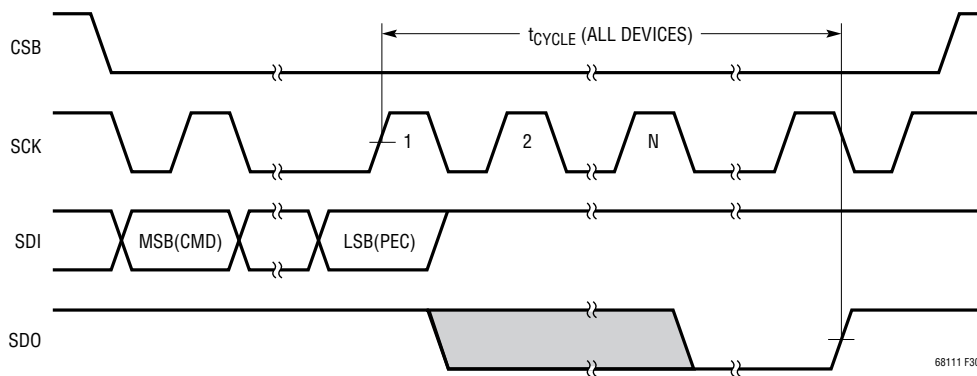 CSB
tCYCLE (ALL DEVICES)
SCK
1
2
N
SDI
MSB(CMD)
LSB(PEC)
SDO
68111 F30